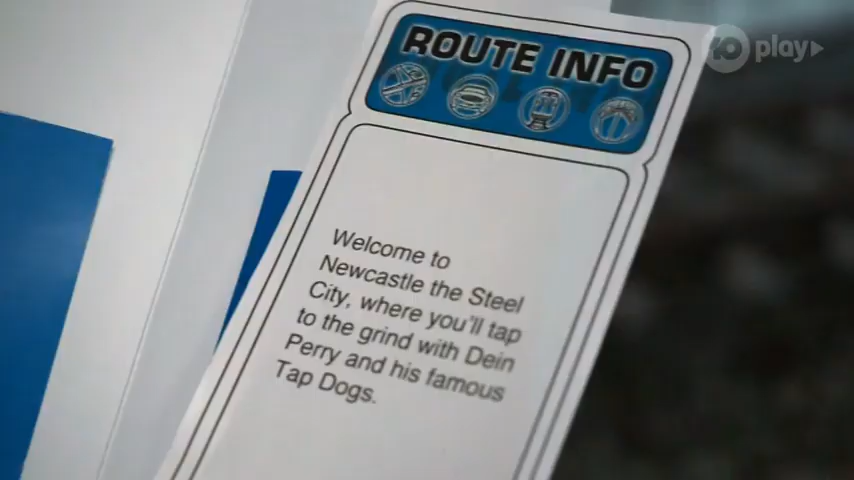 ROUTE INFO
10 play
Welcome to
Newcastle the Steel
City, where you'll tap
to the grind with Dein
Perry and his famous
Tap Dogs.